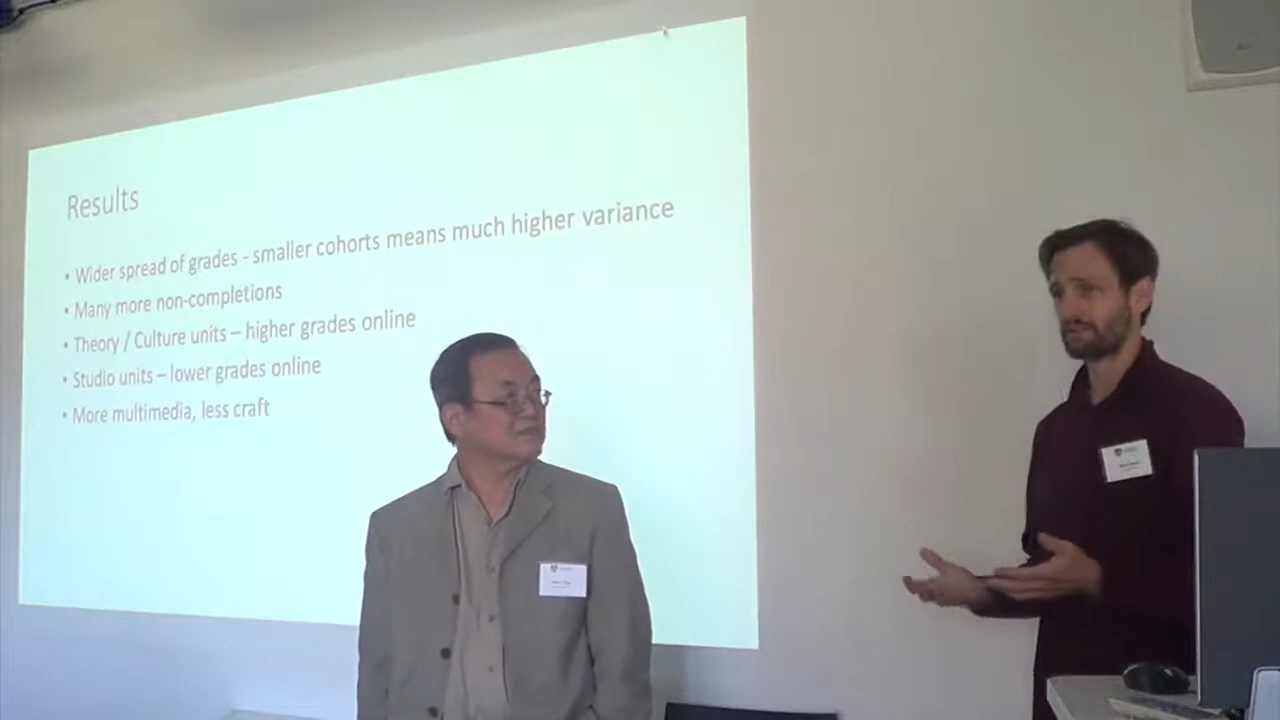 Results
• Wider spread of grades - smaller cohorts means much higher variance
• Many more non-completions
• Theory / Culture units – higher grades online
• Studio units – lower grades online
• More multimedia, less craft